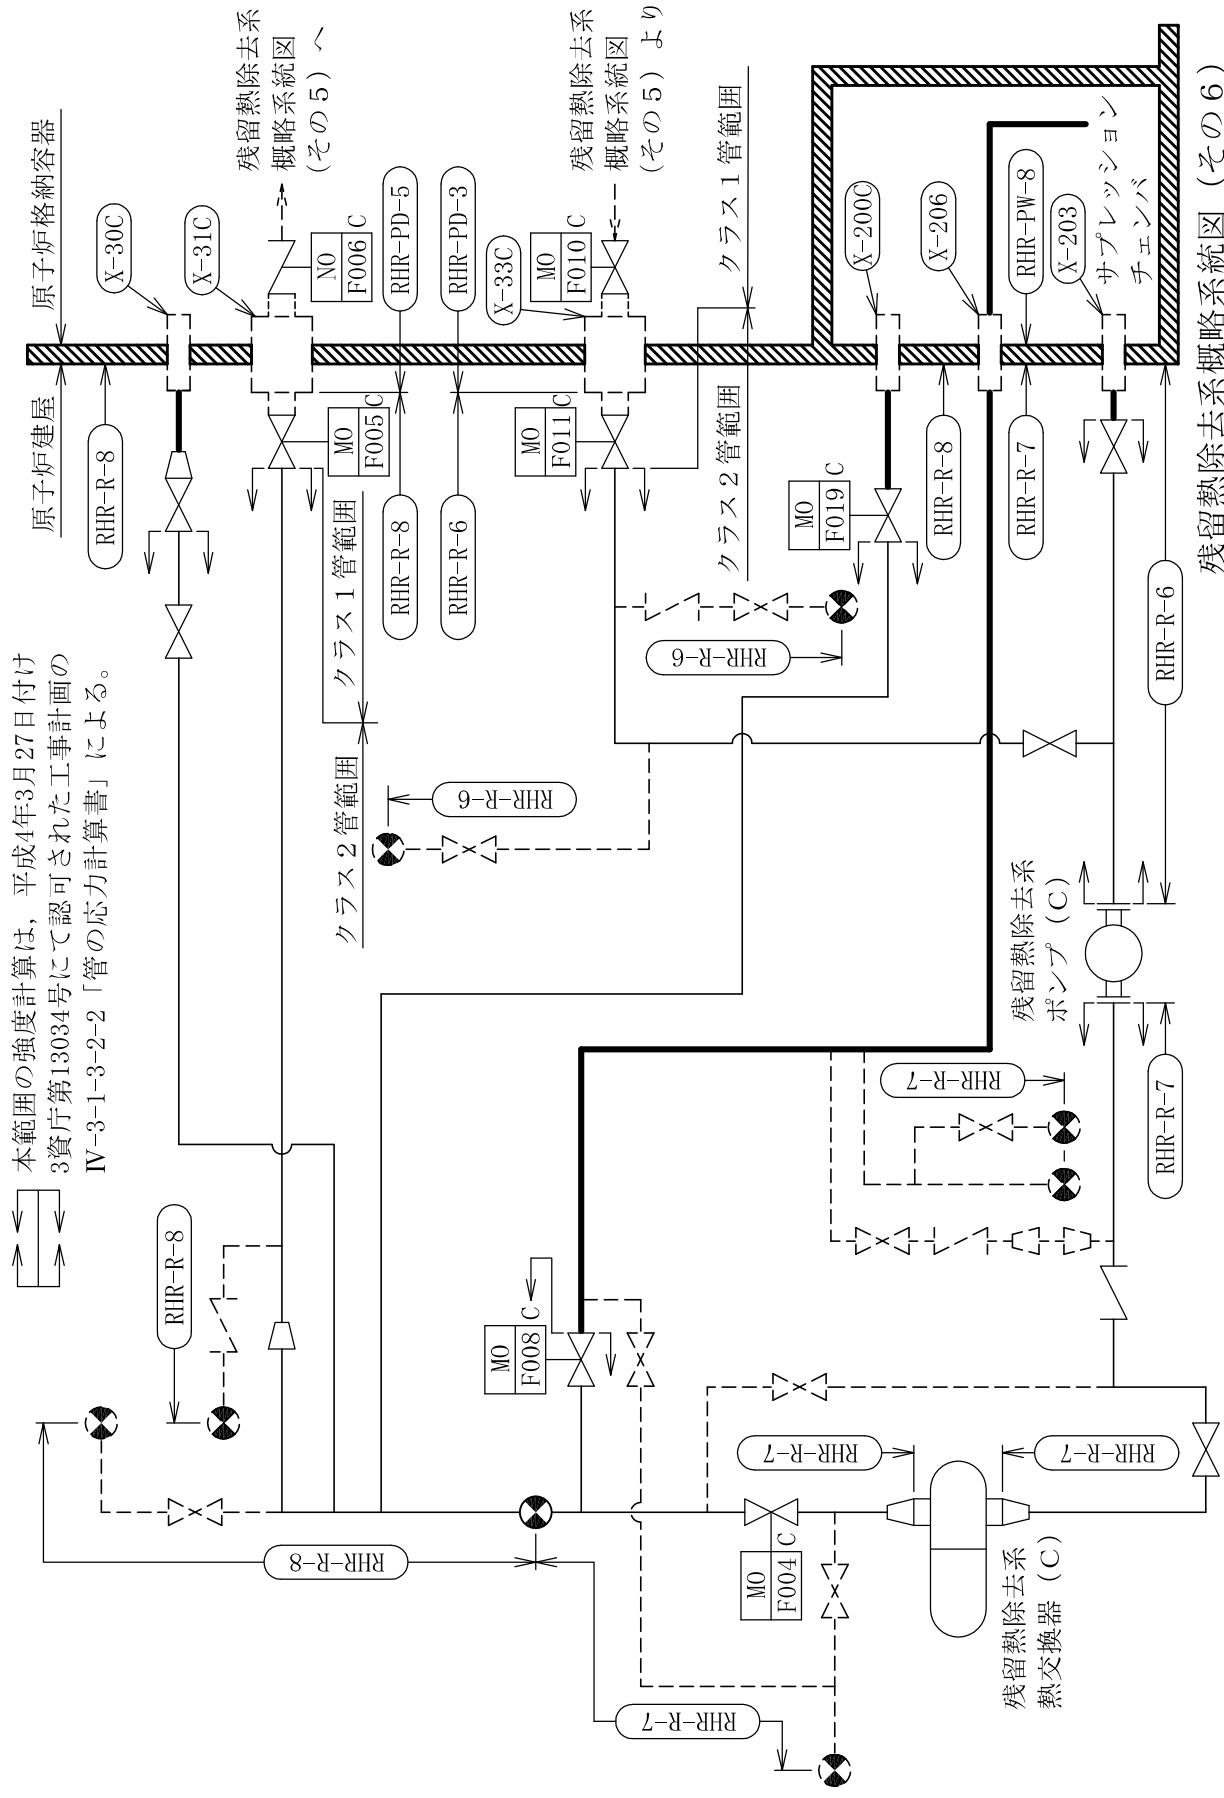 本範囲の強度計算は，平成4年3月27日付け
3資庁第13034号にて認可された工事計画の
Ⅳ-3-1-3-2-2「管の応力計算書」による。
原子炉建屋
原子炉格納容器
RHR-R-8
X-30C
X-31C
残留熱除去系
概略系統図
(その5) へ
NO
F006 C
MO
F005 C
RHR-R-8
RHR-PD-5
RHR-R-6
RHR-PD-3
クラス2管範囲
クラス1管範囲
X-33C
MO
F010 C
残留熱除去系
概略系統図
(その5) より
MO
F011 C
クラス2管範囲
クラス1管範囲
RHR-R-8
RHR-R-8
RHR-R-6
RHR-R-6
MO
F019 C
X-200C
RHR-R-8
X-206
RHR-R-7
RHR-PW-8
X-203
サプレッション
チェンバ
RHR-R-6
MO
F008 C
RHR-R-7
残留熱除去系
ポンプ (C)
RHR-R-7
RHR-R-7
MO
F004 C
RHR-R-7
RHR-R-7
残留熱除去系
熱交換器 (C)
残留熱除去系概略系統図 (その6)